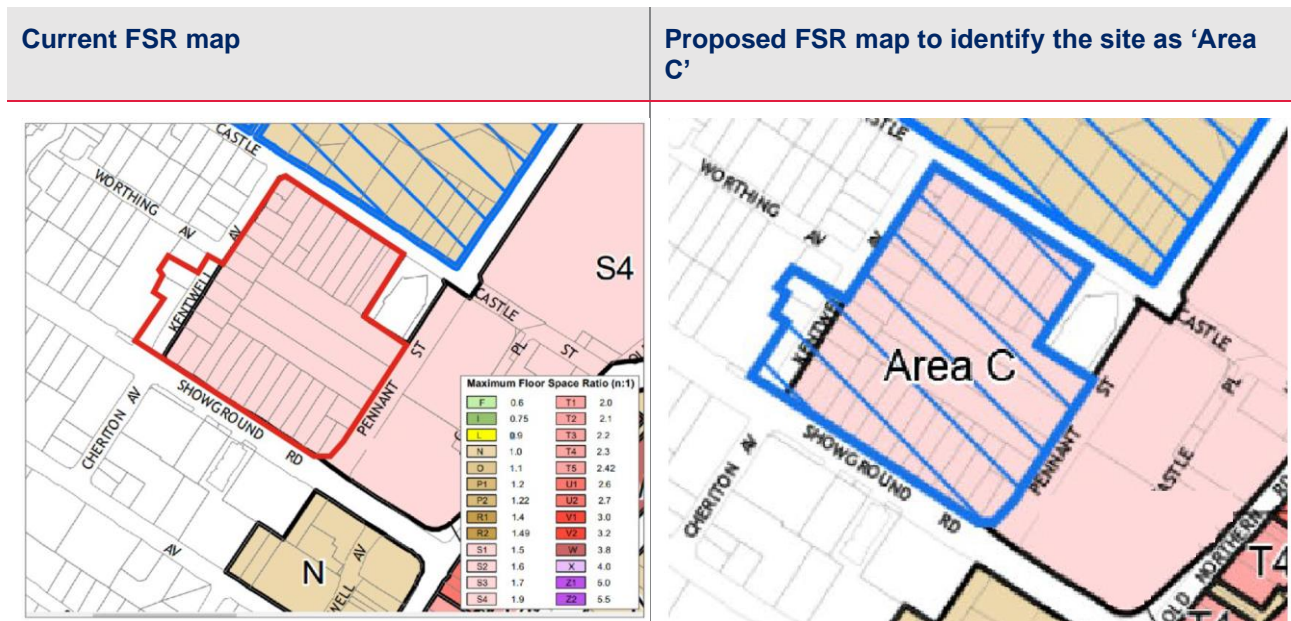 Current FSR map
Proposed FSR map to identify the site as ‘Area
C’
CASTLE
WORTHING
AV
AV
KENTWELL
S4
CASTLE
PL
ST
ST
PENNANT
SHOWGROUND
RD
CHERITON AV
AV
N
AV
Maximum Floor Space Ratio (n:1)
F 0.6 T1 2.0
I 0.75 T2 2.1
L 0.9 T3 2.2
N 1.0 T4 2.3
O 1.1 T5 2.42
P1 1.2 U1 2.6
P2 1.22 U2 2.7
R1 1.4 V1 3.0
R2 1.49 V2 3.2
S1 1.5 W 3.8
S2 1.6 X 4.0
S3 1.7 Z1 5.0
S4 1.9 Z2 5.5
WORTHING
AV
Area C
CASTLE
PL
ST
PENNANT
SHOWGROUND
RD
CHERITON
AV
CASTLE
OLD NORTHERN
T4